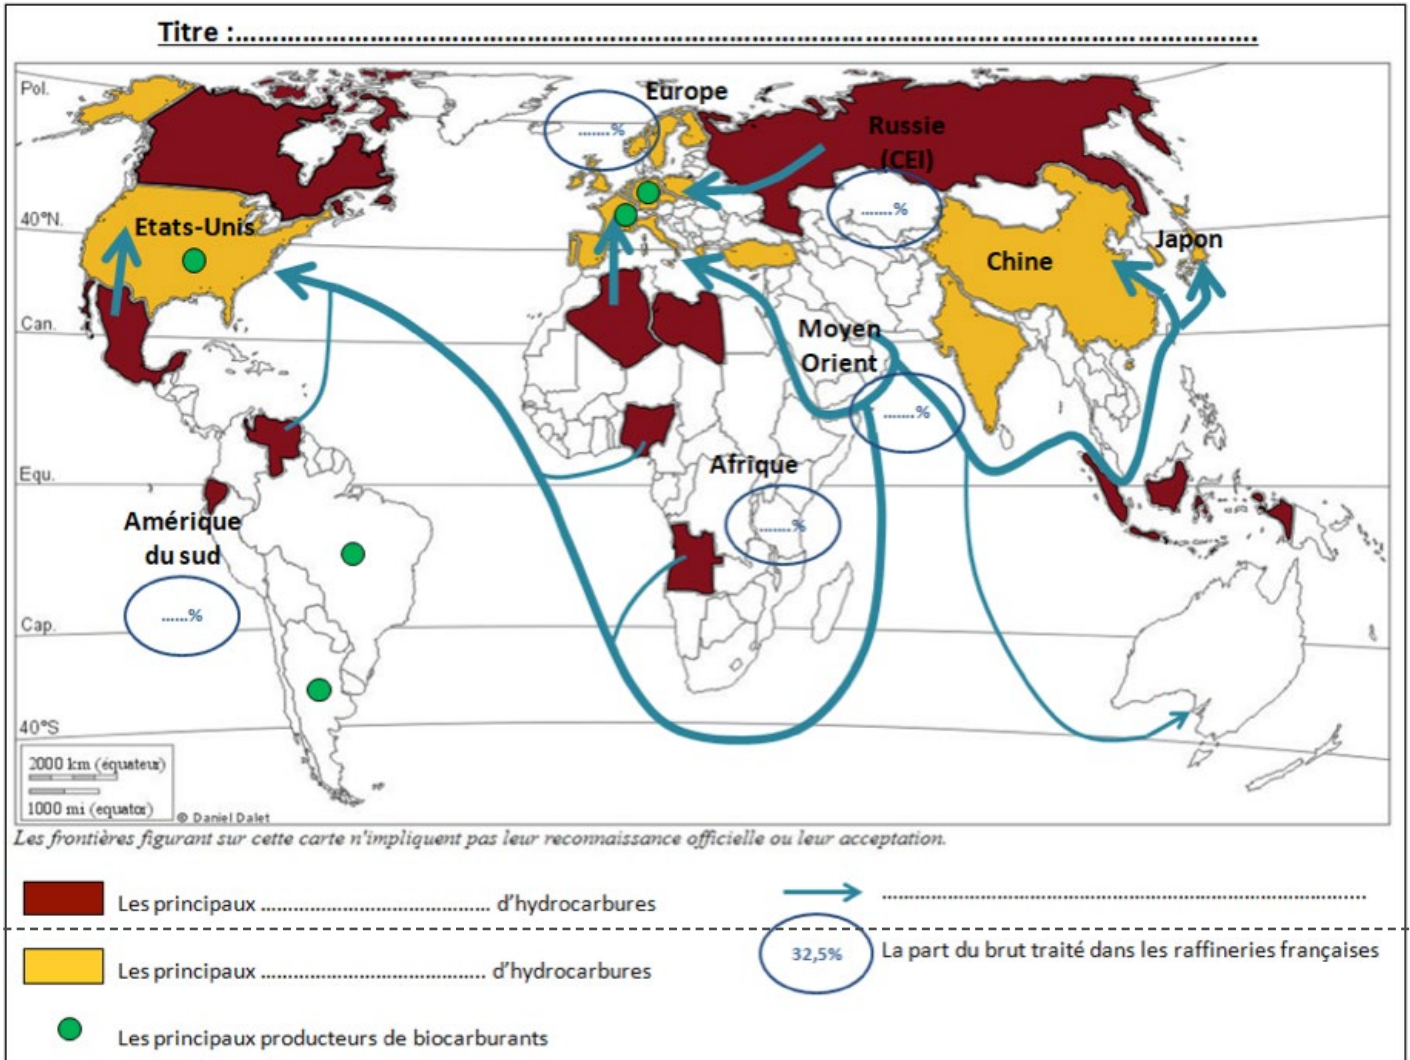 Titre :..........................................................................................................................
Pol.
Europe
.......%
Russie
(CEI)
.......%
40°N.
Etats-Unis
Japon
Chine
Can.
Moyen
Orient
.......%
Afrique
Equ.
.......%
Amérique
du sud
......%
Cap.
40°S
2000 km (équateur)
1000 mi (equator)
© Daniel Dalet
Les frontières figurant sur cette carte n'impliquent pas leur reconnaissance officielle ou leur acceptation.
Les principaux ........................................ d’hydrocarbures
..........................................................................................
Les principaux ....................................... d’hydrocarbures
32,5%
La part du brut traité dans les raffineries françaises
Les principaux producteurs de biocarburants